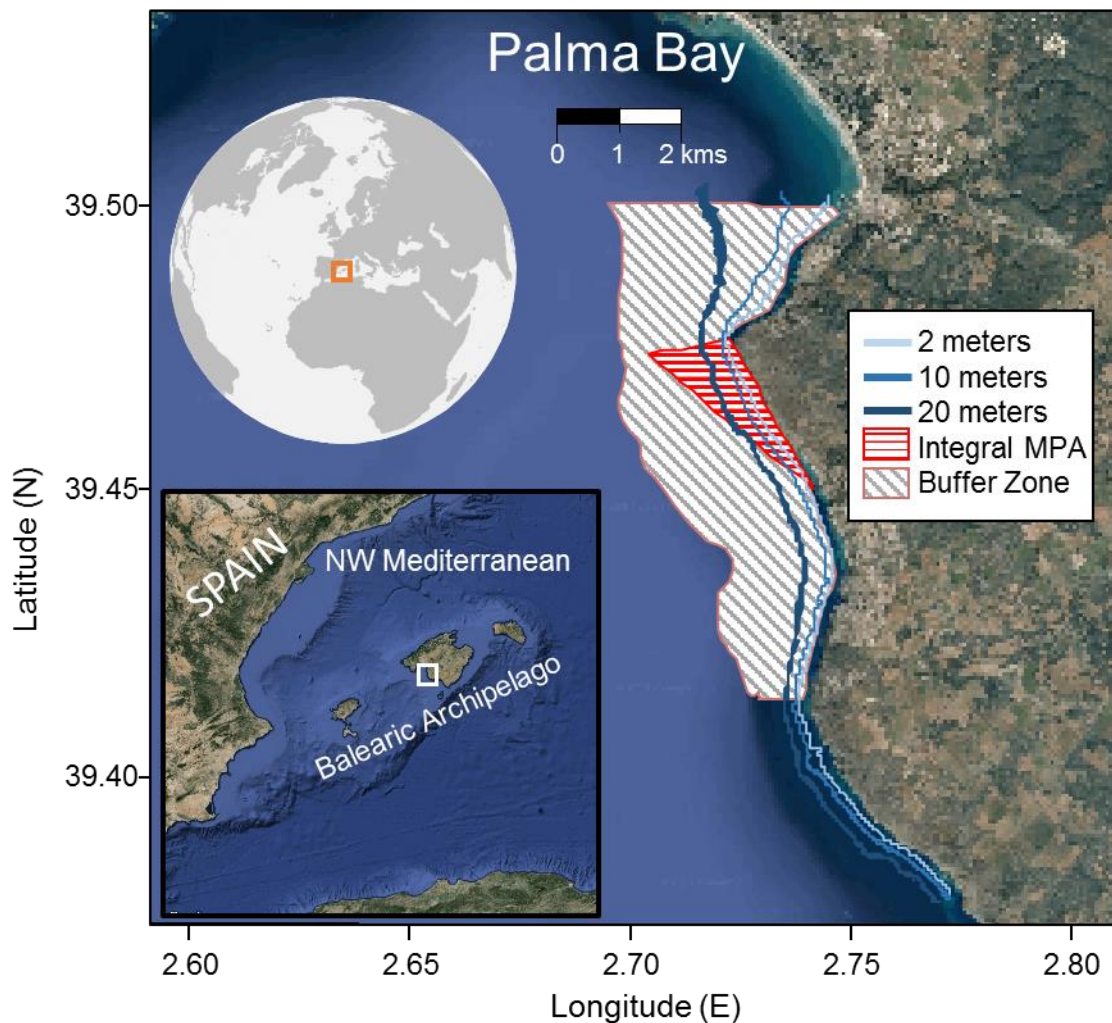 Palma Bay
0 1 2 kms
39.50
39.45
39.40
Latitude (N)
2 meters
10 meters
20 meters
Integral MPA
Buffer Zone
SPAIN
NW Mediterranean
Balearic Archipelago
2.60 2.65 2.70 2.75 2.80
Longitude (E)